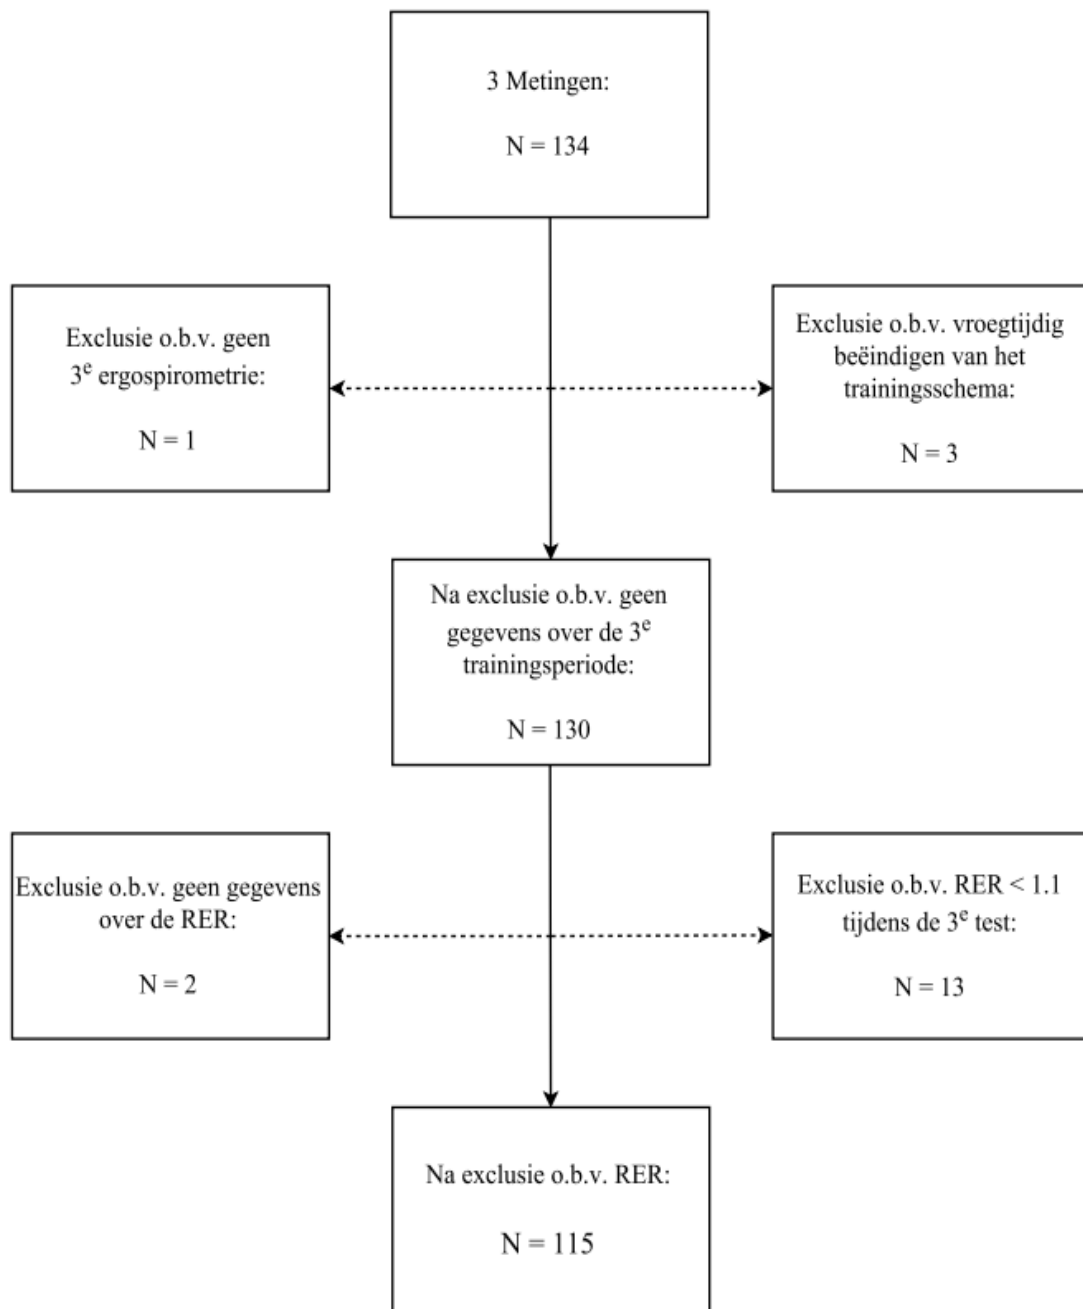 3 Metingen:
N = 134
Exclusie o.b.v. geen
3e ergospirometrie:
N = 1
Exclusie o.b.v. vroegtijdig
beëindigen van het
trainingsschema:
N = 3
Na exclusie o.b.v. geen
gegevens over de 3e
trainingsperiode:
N = 130
Exclusie o.b.v. geen gegevens
over de RER:
N = 2
Exclusie o.b.v. RER < 1.1
tijdens de 3e test:
N = 13
Na exclusie o.b.v. RER:
N = 115